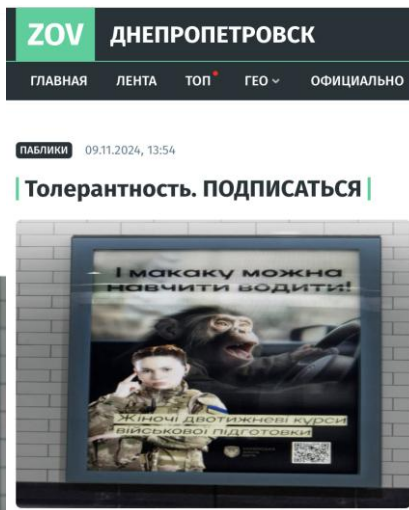 ZOV ДНЕПРОПЕТРОВСК
ГЛАВНАЯ ЛЕНТА ТОП ГЕО ОФИЦИАЛЬНО
ПАБЛИКИ 09.11.2024, 13:54
Толерантность. ПОДПИСАТЬСЯ
І макаку можна
навчити водити!
Жіночі двотижневі курси
військової підготовки